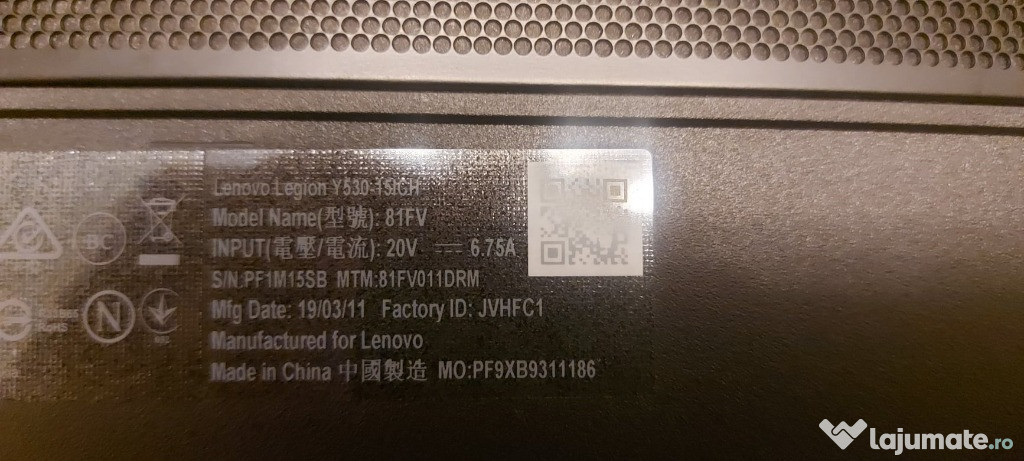 Lenovo Legion Y530-15ICH
Model Name(型號): 81FV
INPUT(電壓/電流): 20V ⎓ 6.75A
S/N:PF1M15SB MTM:81FV011DRM
Mfg Date: 19/03/11 Factory ID: JVHFC1
Manufactured for Lenovo
Made in China 中國製造 MO:PF9XB9311186
BC
N
RoHS
lajumate.ro